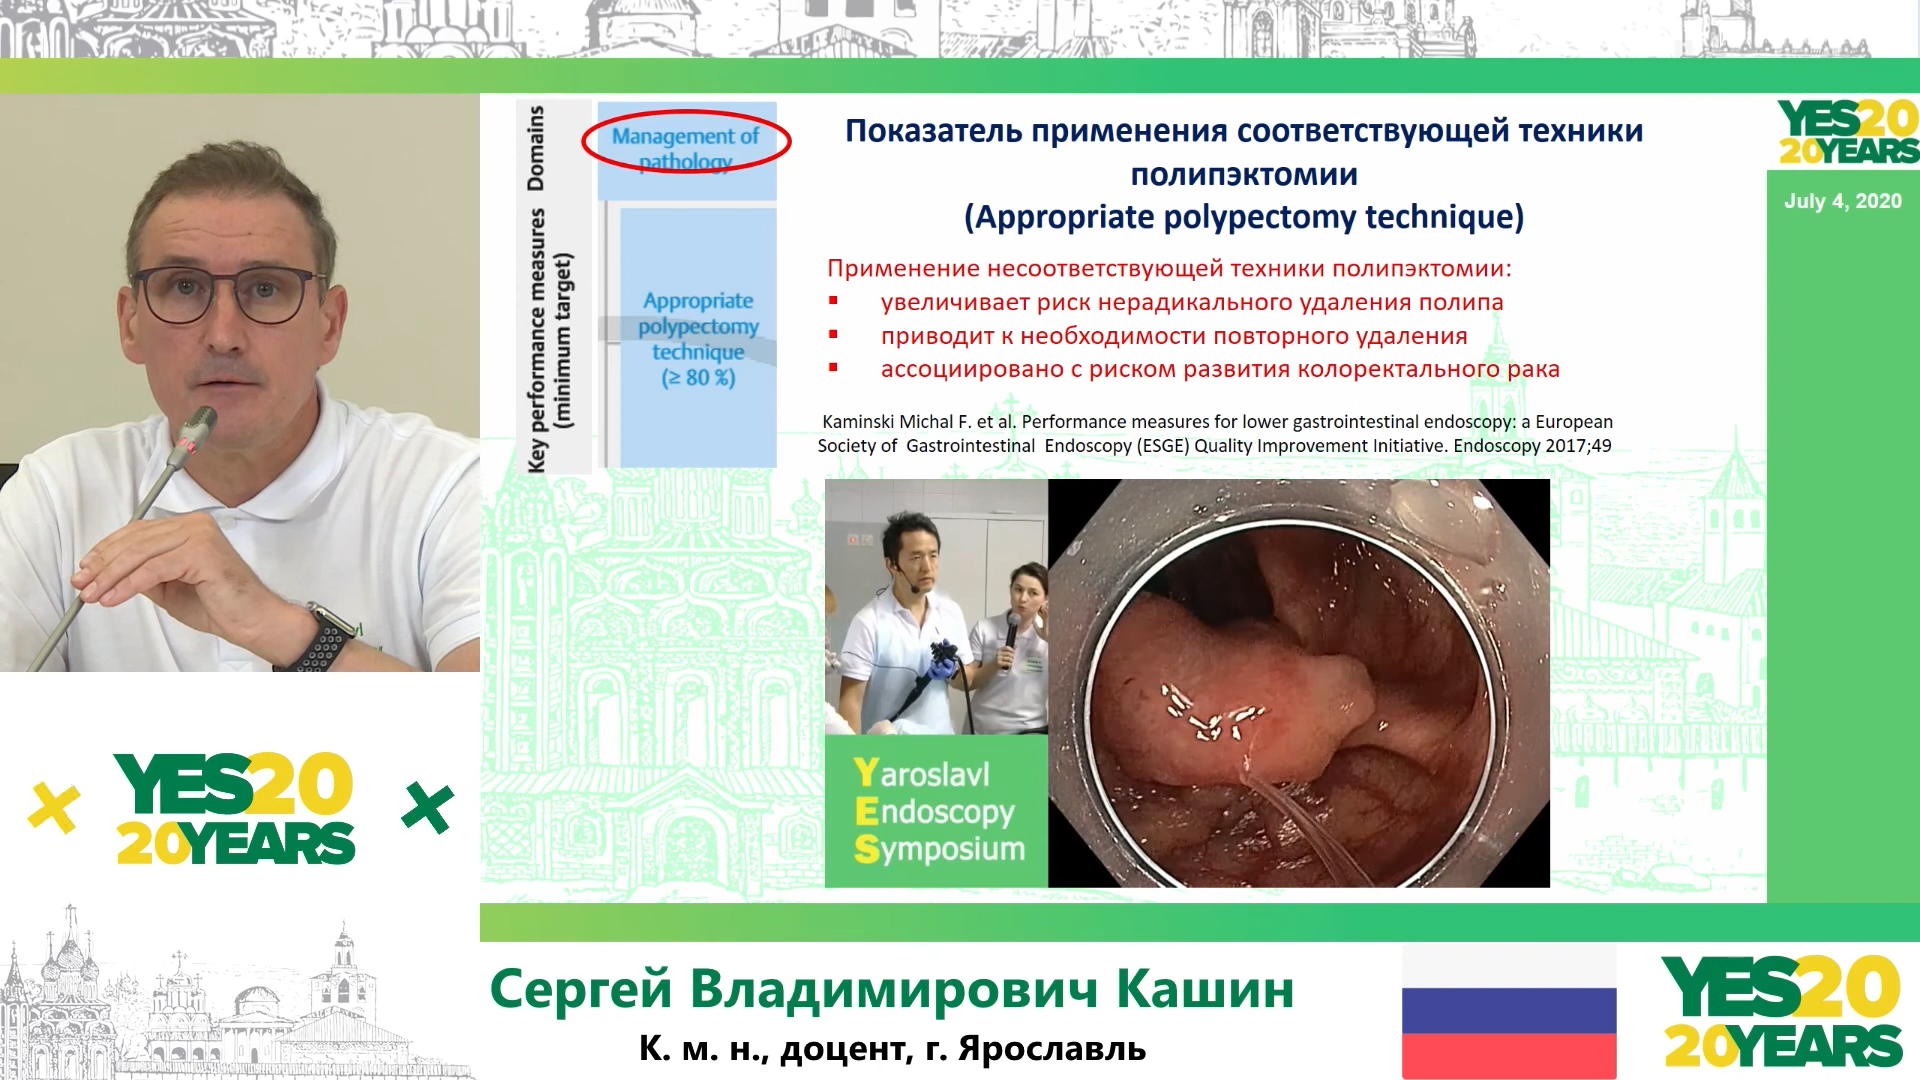 Domains
Key performance measures
(minimum target)
Management of
pathology
Appropriate
polypectomy
technique
(≥ 80 %)
Показатель применения соответствующей техники
полипэктомии
(Appropriate polypectomy technique)
Применение несоответствующей техники полипэктомии:
▪ увеличивает риск нерадикального удаления полипа
▪ приводит к необходимости повторного удаления
▪ ассоциировано с риском развития колоректального рака
Kaminski Michal F. et al. Performance measures for lower gastrointestinal endoscopy: a European
Society of Gastrointestinal Endoscopy (ESGE) Quality Improvement Initiative. Endoscopy 2017;49
YES20
20YEARS
July 4, 2020
Yaroslavl
Endoscopy
Symposium
YES20
20YEARS
Сергей Владимирович Кашин
К. м. н., доцент, г. Ярославль
YES20
20YEARS